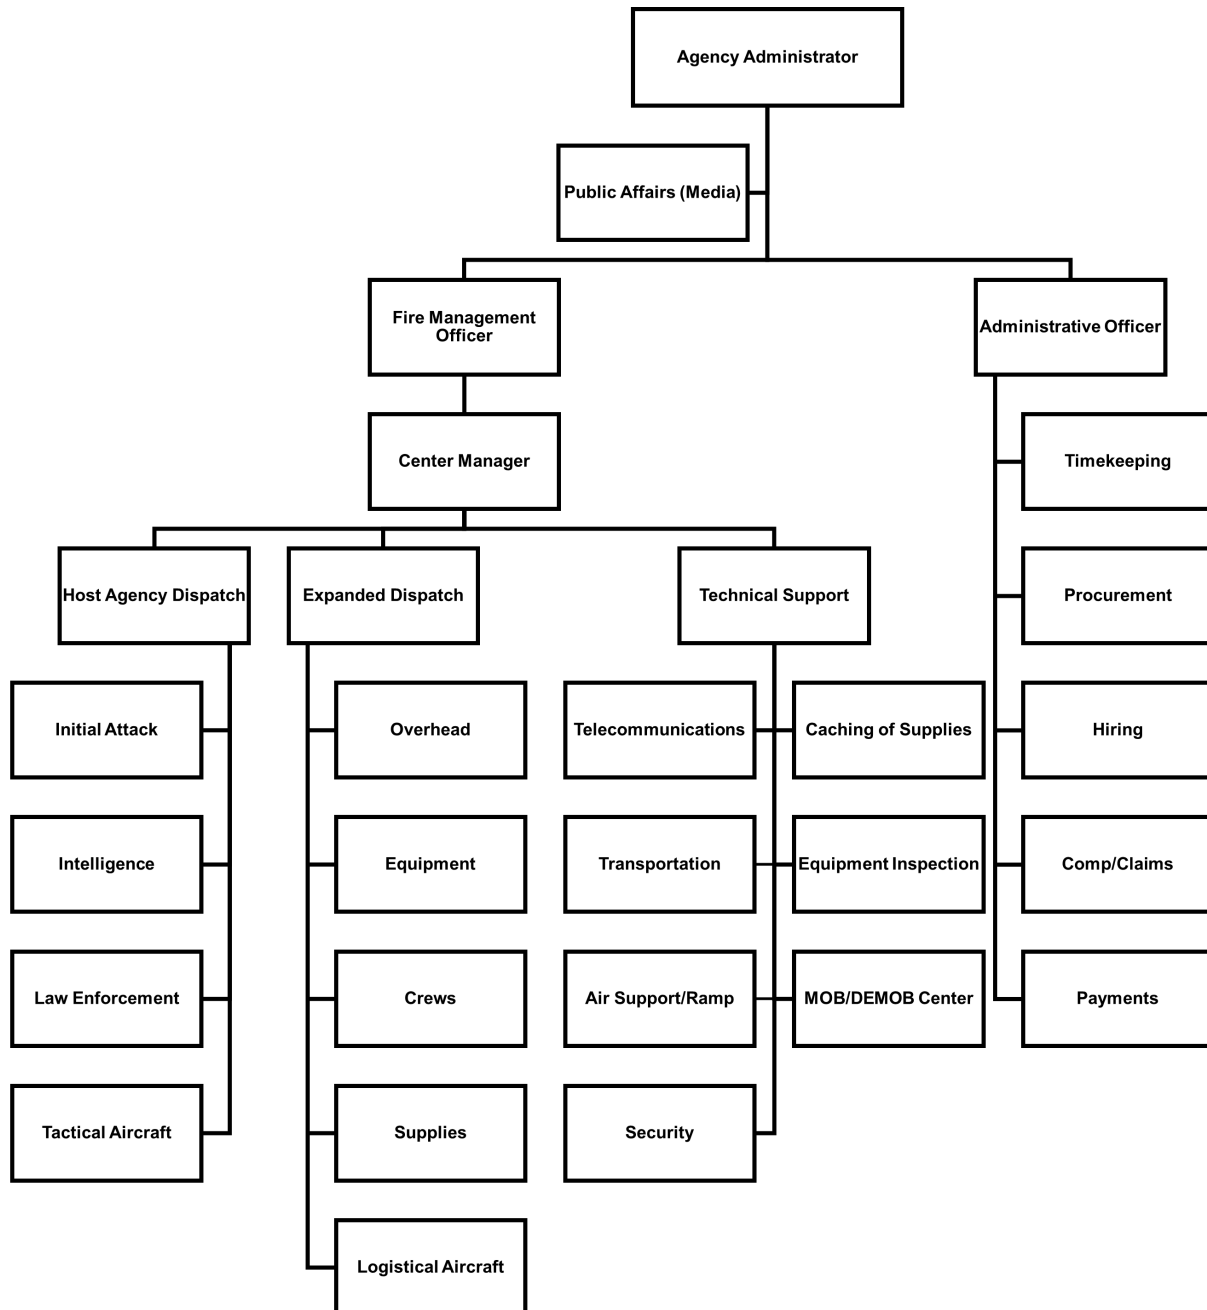 Agency Administrator
Public Affairs (Media)
Fire Management
Officer
Administrative Officer
Center Manager
Timekeeping
Host Agency Dispatch
Expanded Dispatch
Technical Support
Procurement
Initial Attack
Overhead
Telecommunications
Caching of Supplies
Hiring
Intelligence
Equipment
Transportation
Equipment Inspection
Comp/Claims
Law Enforcement
Crews
Air Support/Ramp
MOB/DEMOB Center
Payments
Tactical Aircraft
Supplies
Security
Logistical Aircraft